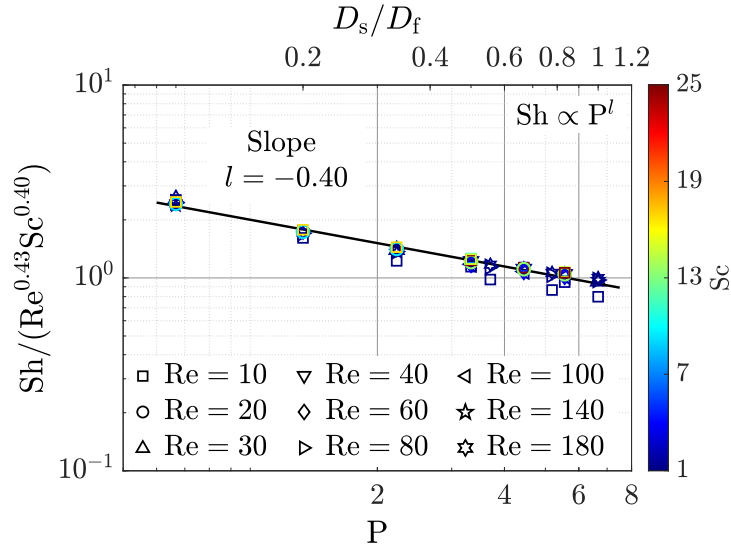 D_s/D_f
0.2 0.4 0.6 0.8 1 1.2
10^1
10^0
10^{-1}
Sh/(Re^{0.43}Sc^{0.40})
Sh ∝ P^l
Slope
l = −0.40
Re = 10 Re = 40 Re = 100
Re = 20 Re = 60 Re = 140
Re = 30 Re = 80 Re = 180
2 4 6 8
P
25
19
13
7
1
Sc